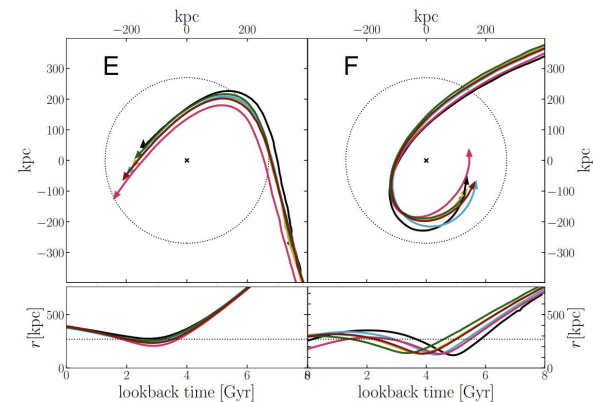 kpc kpc
−200 0 200 −200 0 200
E F
300 300
200 200
100 100
kpc 0 0 kpc
−100 −100
−200 −200
−300 −300
r [kpc] 500 500 r [kpc]
0 0
0 2 4 6 8 2 4 6 8
lookback time [Gyr] lookback time [Gyr]